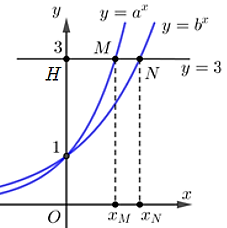 y
y = a^x
y = b^x
3
M
H
N
y = 3
1
x
O
x_M
x_N